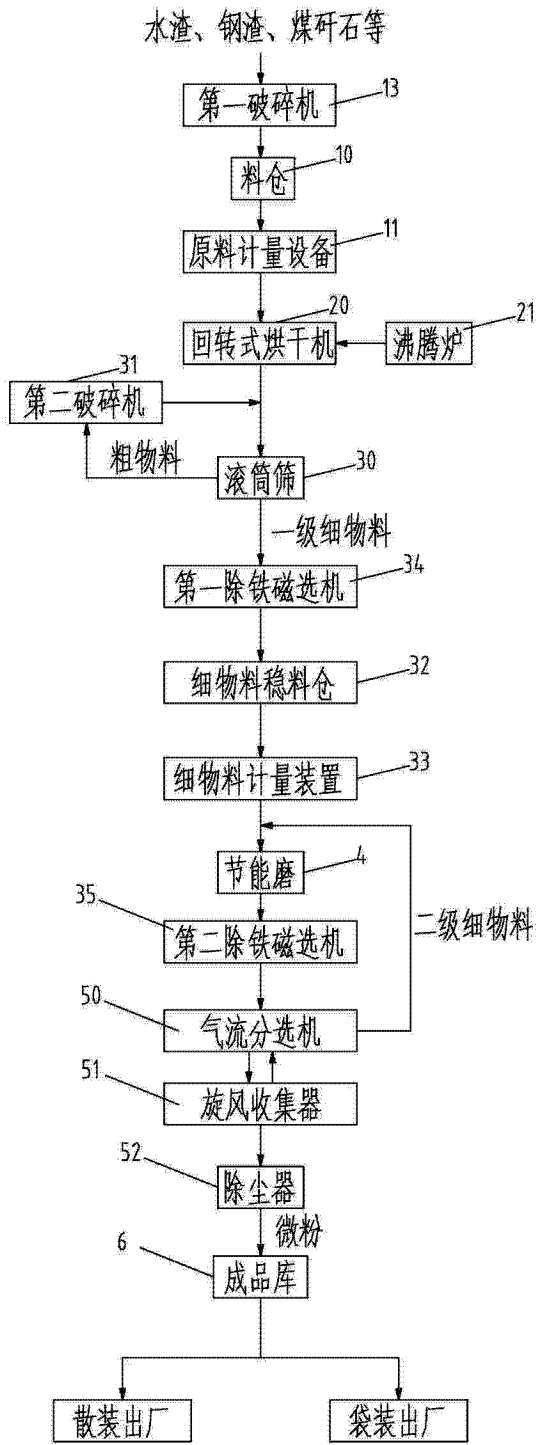 水渣、钢渣、煤矸石等
第一破碎机
13
料仓
10
原料计量设备
11
回转式烘干机
20
沸腾炉
21
第二破碎机
31
粗物料
滚筒筛
30
一级细物料
第一除铁磁选机
34
细物料稳料仓
32
细物料计量装置
33
节能磨
4
第二除铁磁选机
35
二级细物料
气流分选机
50
旋风收集器
51
除尘器
52
微粉
成品库
6
散装出厂
袋装出厂